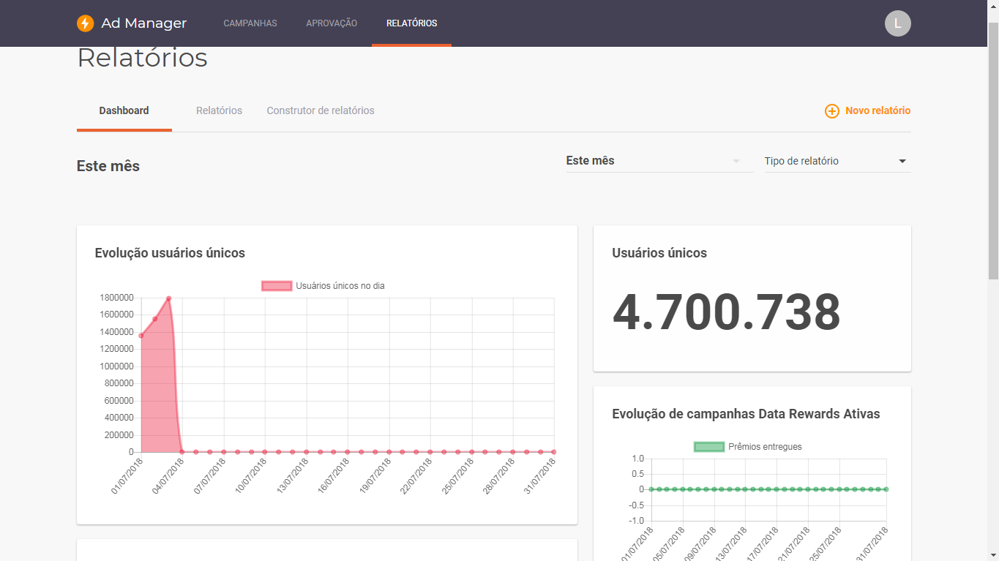 Ad Manager
CAMPANHAS
APROVAÇÃO
RELATÓRIOS
L
Relatórios
Dashboard
Relatórios
Construtor de relatórios
Novo relatório
Este mês
Este mês
Tipo de relatório
Evolução usuários únicos
Usuários únicos no dia
1800000
1600000
1400000
1200000
1000000
800000
600000
400000
200000
0
01/07/2018
04/07/2018
07/07/2018
10/07/2018
13/07/2018
16/07/2018
19/07/2018
22/07/2018
25/07/2018
28/07/2018
31/07/2018
Usuários únicos
4.700.738
Evolução de campanhas Data Rewards Ativas
Prêmios entregues
1.0
0.5
0
-0.5
-1.0
01/07/2018
05/07/2018
09/07/2018
13/07/2018
17/07/2018
21/07/2018
25/07/2018
31/07/2018